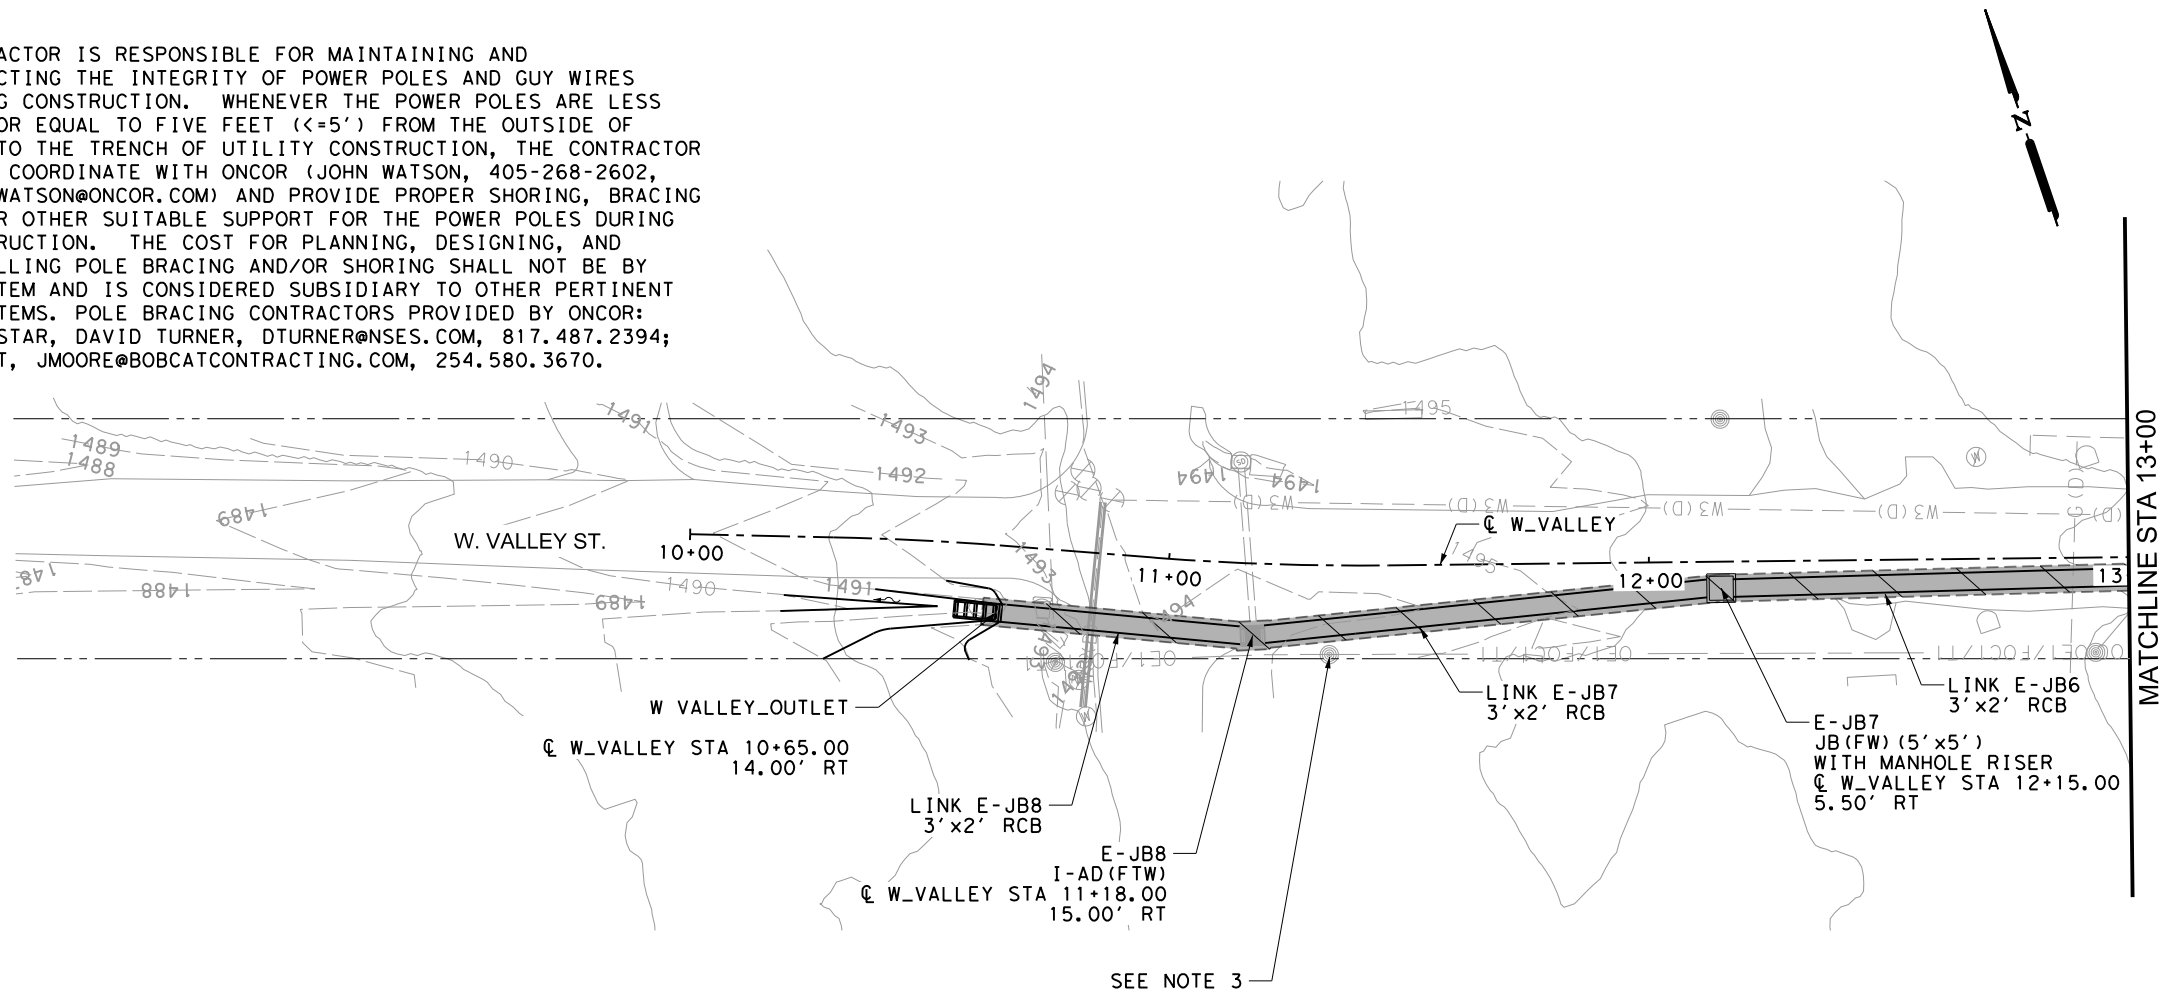 ACTOR IS RESPONSIBLE FOR MAINTAINING AND
CTING THE INTEGRITY OF POWER POLES AND GUY WIRES
G CONSTRUCTION. WHENEVER THE POWER POLES ARE LESS
OR EQUAL TO FIVE FEET (<=5') FROM THE OUTSIDE OF
TO THE TRENCH OF UTILITY CONSTRUCTION, THE CONTRACTOR
COORDINATE WITH ONCOR (JOHN WATSON, 405-268-2602,
WATSON@ONCOR.COM) AND PROVIDE PROPER SHORING, BRACING
R OTHER SUITABLE SUPPORT FOR THE POWER POLES DURING
RUCTION. THE COST FOR PLANNING, DESIGNING, AND
LLING POLE BRACING AND/OR SHORING SHALL NOT BE BY
TEM AND IS CONSIDERED SUBSIDIARY TO OTHER PERTINENT
TEMS. POLE BRACING CONTRACTORS PROVIDED BY ONCOR:
STAR, DAVID TURNER, DTURNER@NSES.COM, 817.487.2394;
T, JMOORE@BOBCATCONTRACTING.COM, 254.580.3670.
N
MATCHLINE STA 13+00
1494
1495
1491
1493
1489
1488
1490
1492
1494
1494
SD
W
W3(D)
W3(D)
W3(D)
W3(D)
(D)
1489
W. VALLEY ST.
10+00
℄ W_VALLEY
1495
1493
11+00
12+00
13
148
1488
1490
1491
1489
1493
OE1/FOC1/T1
OE1/FOC1/T1
W
W VALLEY_OUTLET
℄ W_VALLEY STA 10+65.00
14.00' RT
LINK E-JB8
3'x2' RCB
E-JB8
I-AD(FTW)
℄ W_VALLEY STA 11+18.00
15.00' RT
SEE NOTE 3
LINK E-JB7
3'x2' RCB
E-JB7
JB(FW)(5'x5')
WITH MANHOLE RISER
℄ W_VALLEY STA 12+15.00
5.50' RT
LINK E-JB6
3'x2' RCB